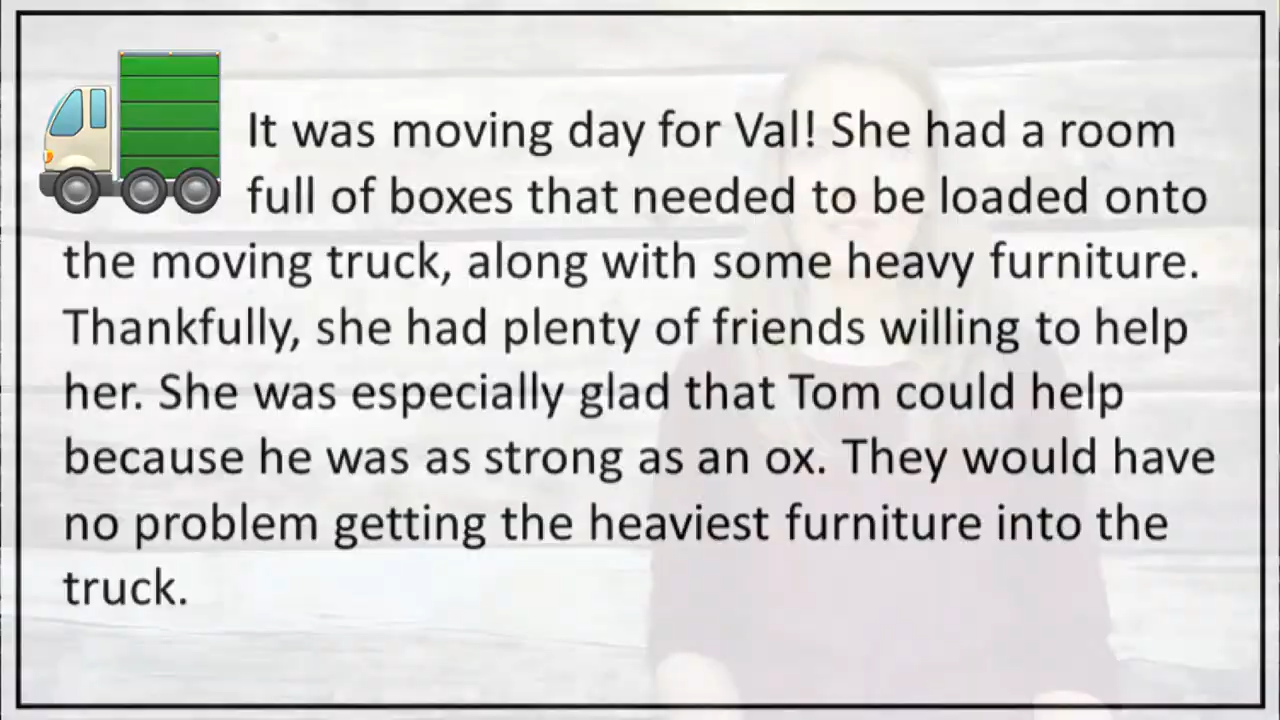 It was moving day for Val! She had a room
full of boxes that needed to be loaded onto
the moving truck, along with some heavy furniture.
Thankfully, she had plenty of friends willing to help
her. She was especially glad that Tom could help
because he was as strong as an ox. They would have
no problem getting the heaviest furniture into the
truck.